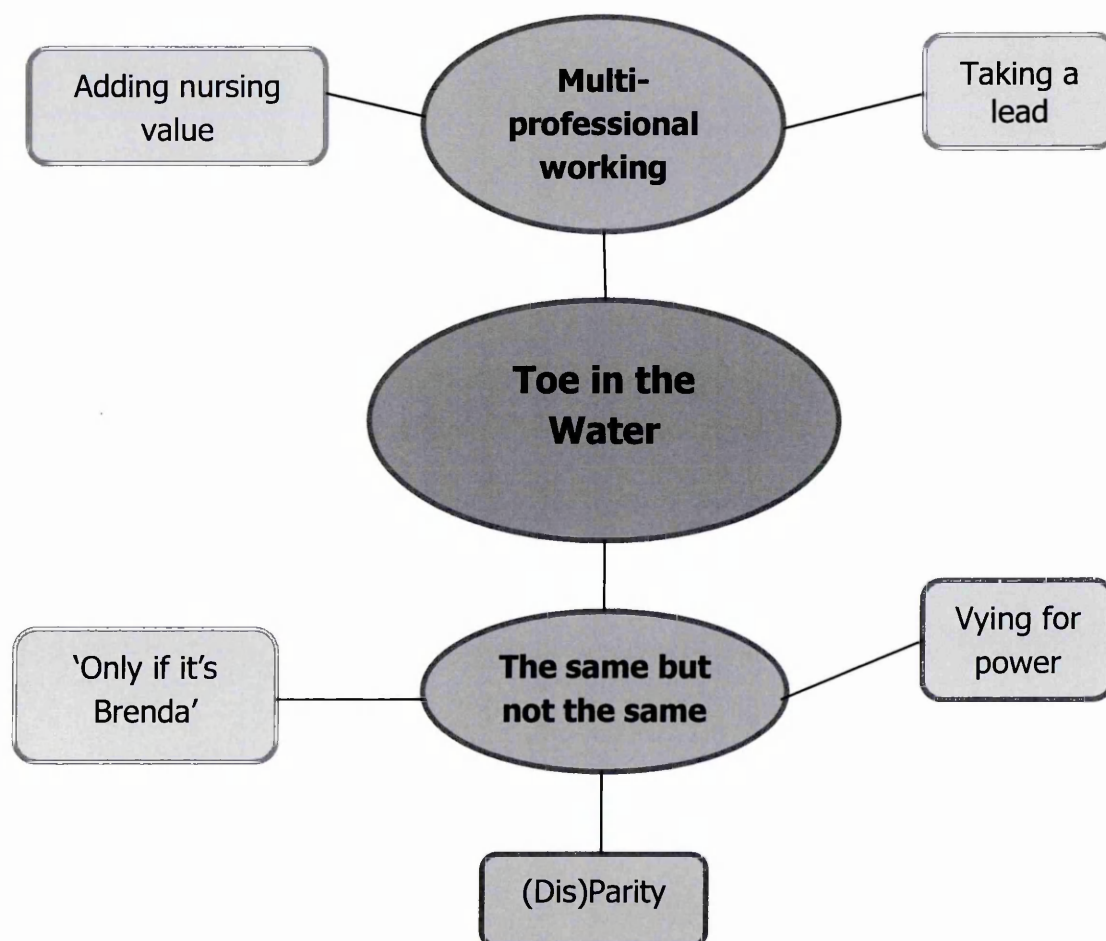 Adding nursing
value
Multi-
professional
working
Taking a
lead
Toe in the
Water
'Only if it's
Brenda'
The same but
not the same
Vying for
power
(Dis)Parity